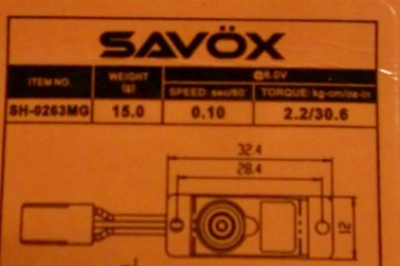 SAVÖX
ITEM NO. WEIGHT (g) @6.0V
SPEED: sec/60° TORQUE: kg-cm/oz-in
SH-0263MG 15.0 0.10 2.2/30.6
32.4
28.4
12